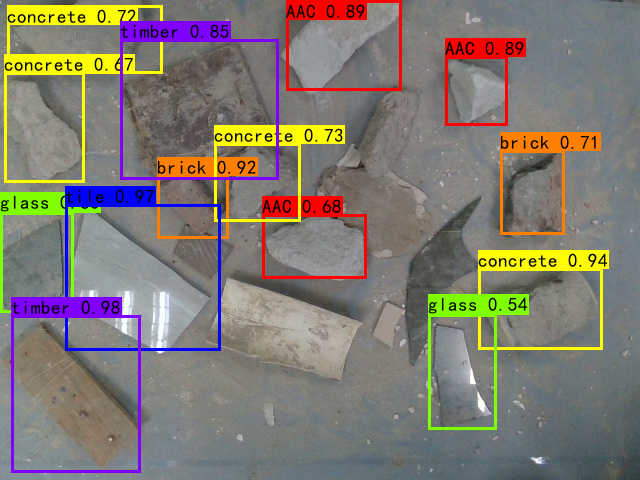 concrete 0.72
timber 0.85
AAC 0.89
AAC 0.89
concrete 0.67
concrete 0.73
brick 0.71
brick 0.92
tile 0.97
glass
AAC 0.68
concrete 0.94
glass 0.54
timber 0.98